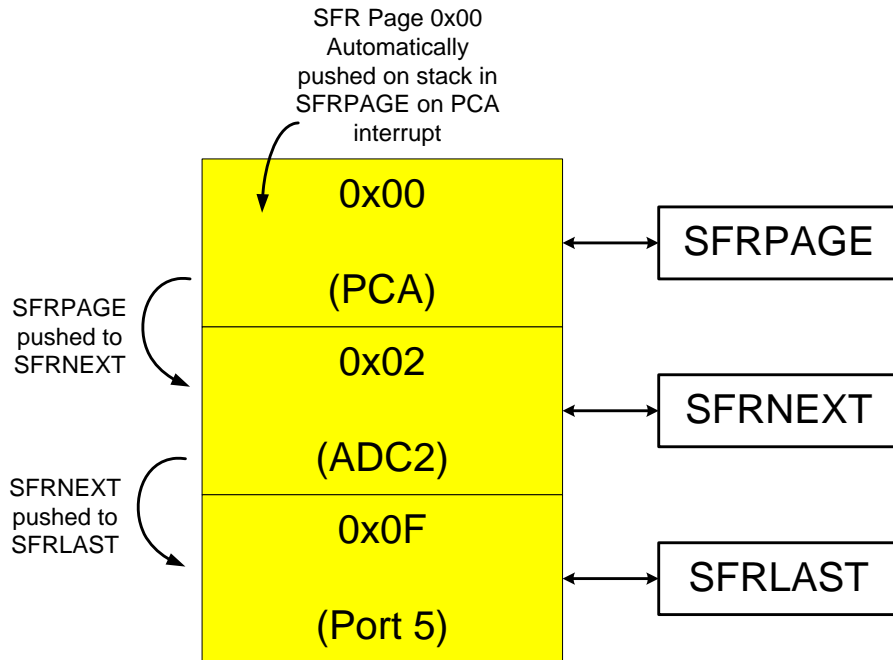 SFR Page 0x00
Automatically
pushed on stack in
SFRPAGE on PCA
interrupt
0x00
(PCA)
SFRPAGE
SFRPAGE
pushed to
SFRNEXT
0x02
(ADC2)
SFRNEXT
SFRNEXT
pushed to
SFRLAST
0x0F
(Port 5)
SFRLAST